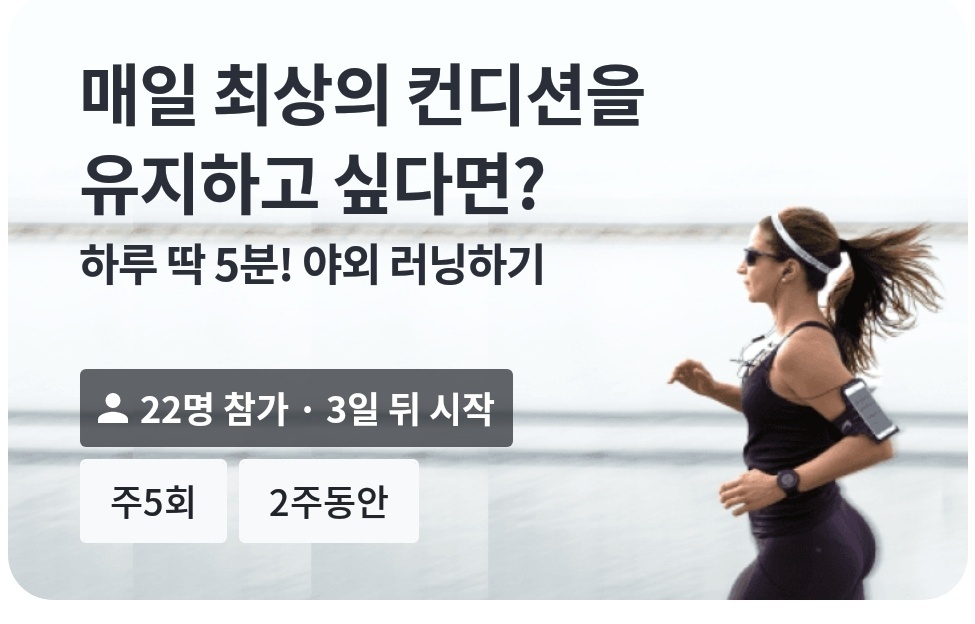 매일 최상의 컨디션을
유지하고 싶다면?
하루 딱 5분! 야외 러닝하기
22명 참가 · 3일 뒤 시작
주5회
2주동안